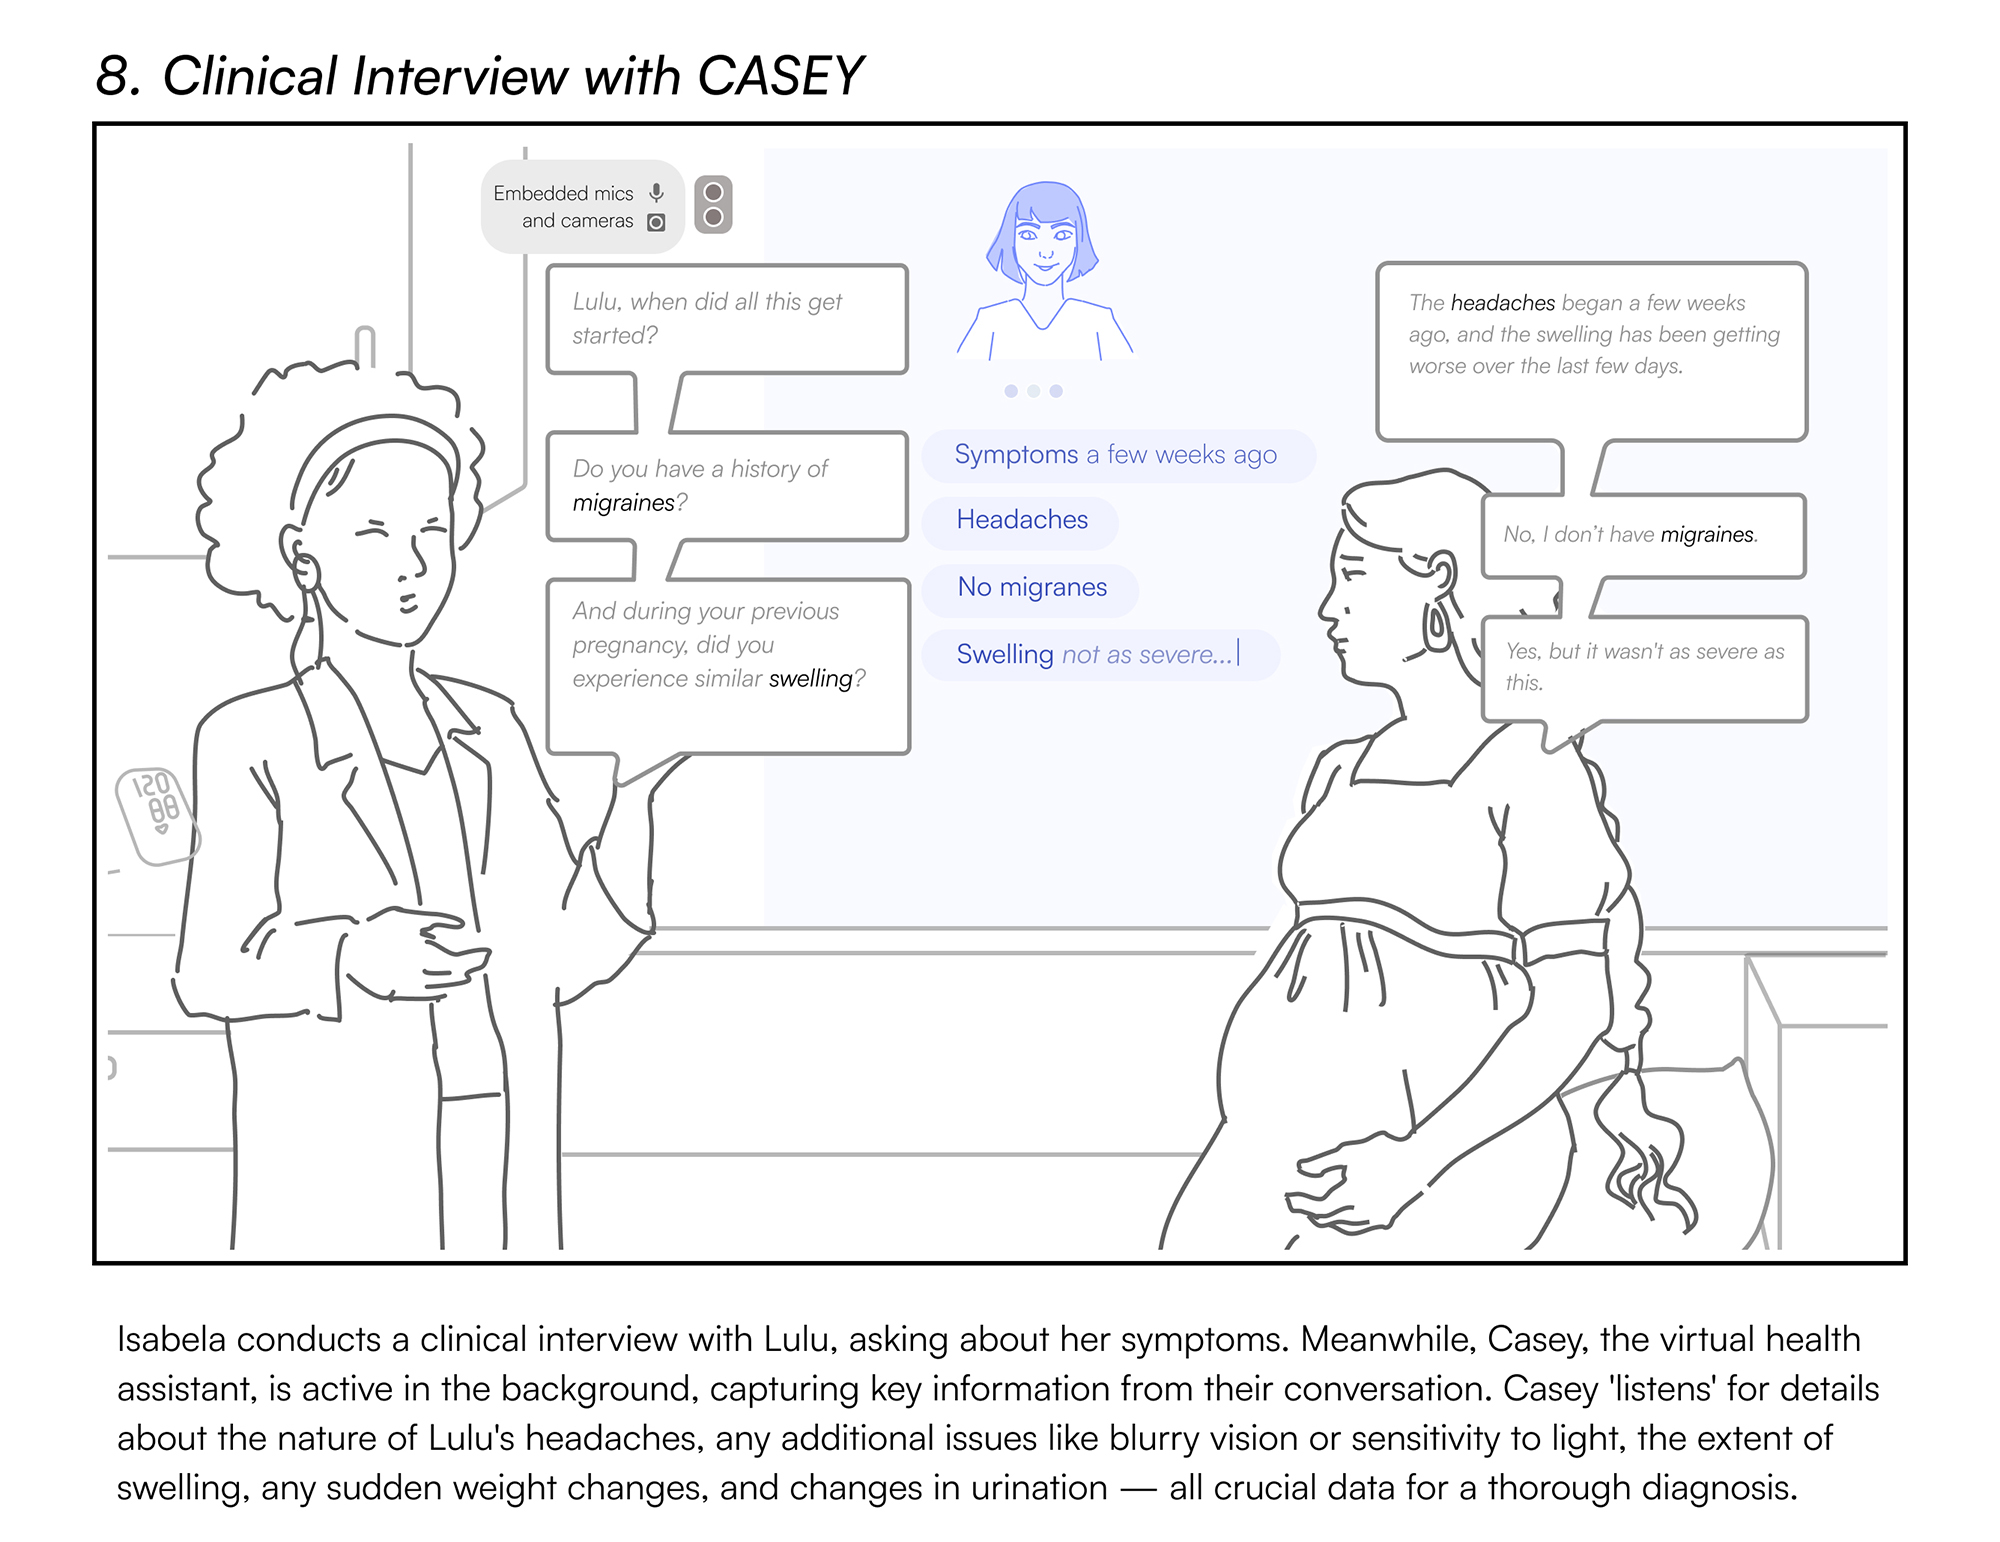 8. Clinical Interview with CASEY
Embedded mics
and cameras
Lulu, when did all this get
started?
The headaches began a few weeks
ago, and the swelling has been getting
worse over the last few days.
Do you have a history of
migraines?
No, I don't have migraines.
And during your previous
pregnancy, did you
experience similar swelling?
Yes, but it wasn't as severe as
this.
Symptoms a few weeks ago
Headaches
No migranes
Swelling not as severe...
120
88
Isabela conducts a clinical interview with Lulu, asking about her symptoms. Meanwhile, Casey, the virtual health
assistant, is active in the background, capturing key information from their conversation. Casey 'listens' for details
about the nature of Lulu's headaches, any additional issues like blurry vision or sensitivity to light, the extent of
swelling, any sudden weight changes, and changes in urination — all crucial data for a thorough diagnosis.